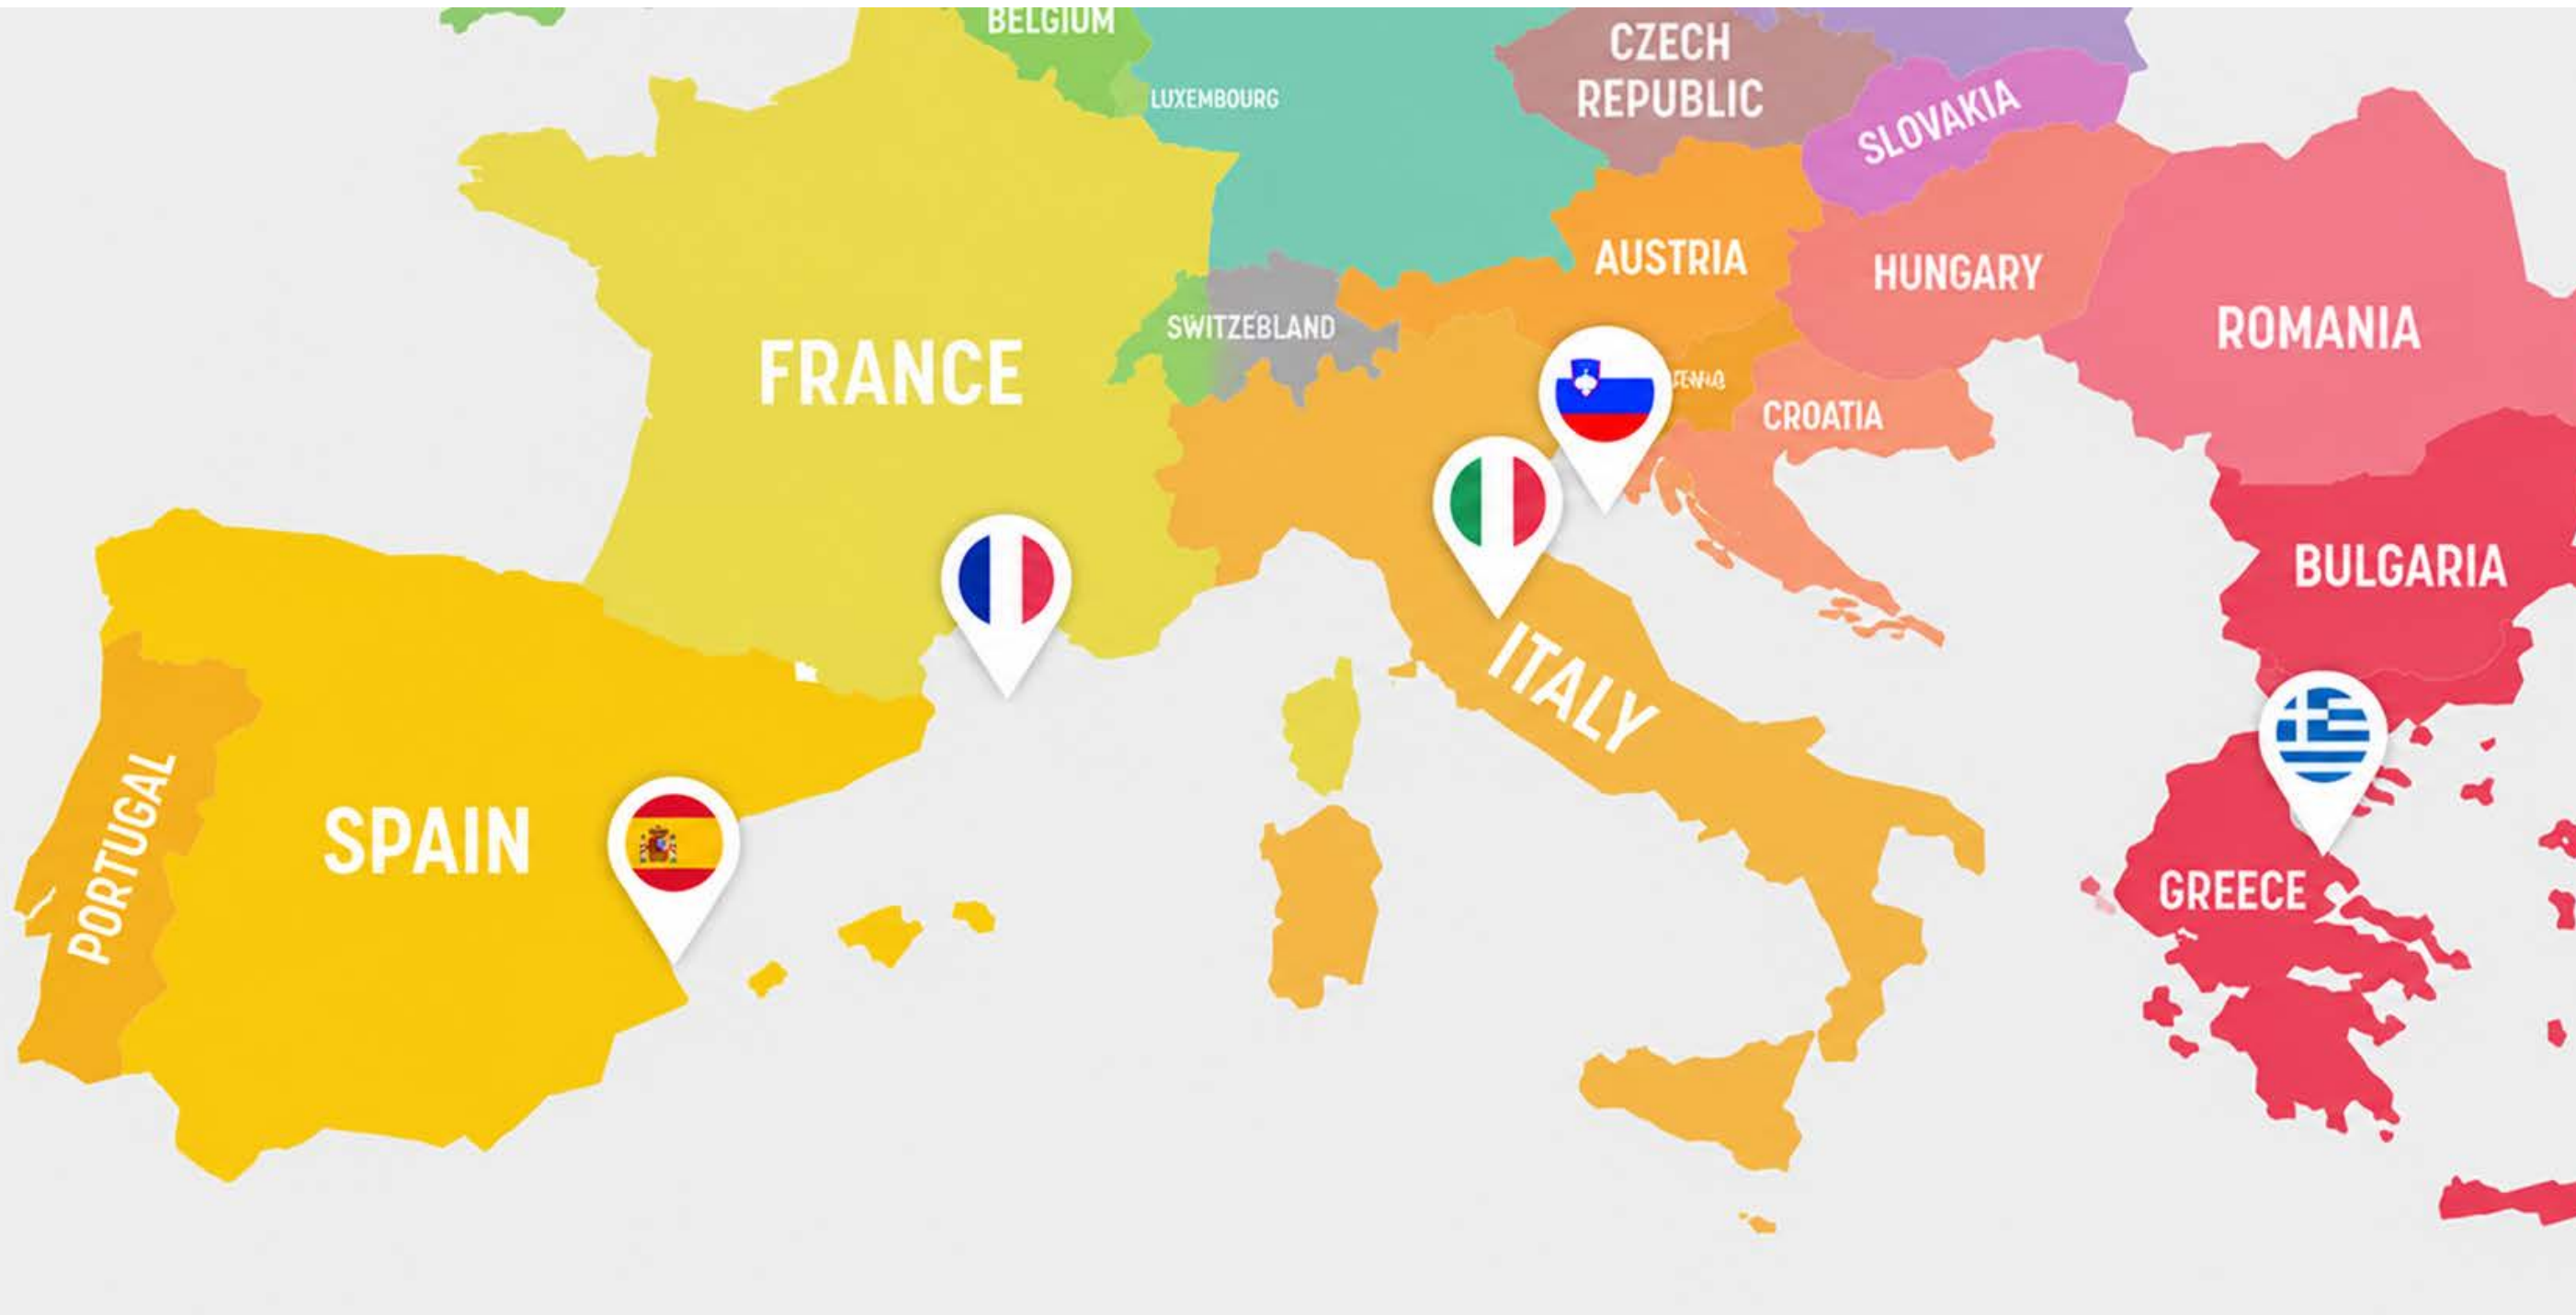 BELGIUM
CZECH
REPUBLIC
LUXEMBOURG
SLOVAKIA
AUSTRIA
HUNGARY
SWITZEBLAND
ROMANIA
FRANCE
CROATIA
BULGARIA
ITALY
PORTUGAL
SPAIN
GREECE